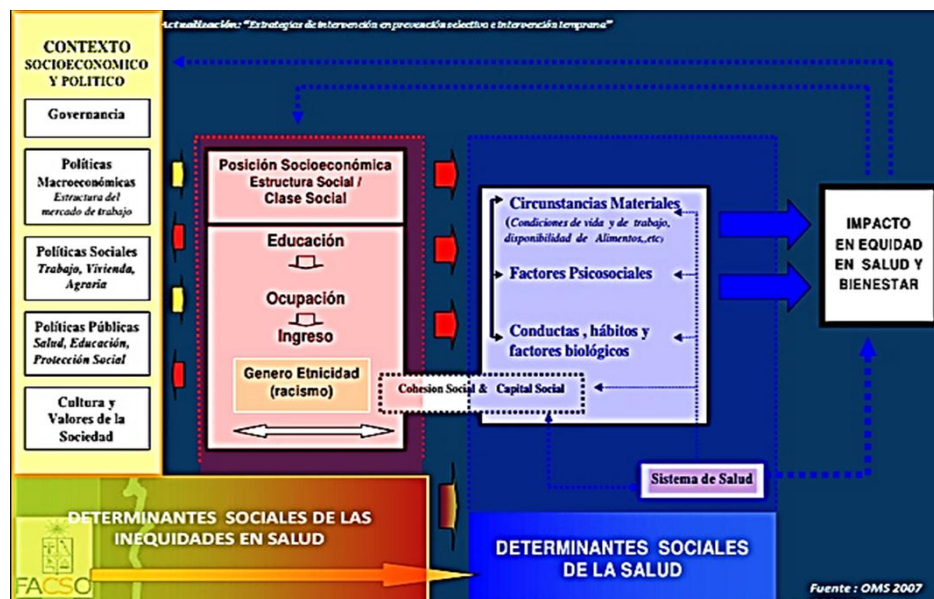 Actualización: "Estrategias de intervención en prevención selectiva e intervención temprana"
CONTEXTO
SOCIOECONOMICO
Y POLITICO
Governancia
Políticas
Macroeconómicas
Estructura del
mercado de trabajo
Políticas Sociales
Trabajo, Vivienda,
Agraria
Políticas Públicas
Salud, Educación,
Protección Social
Cultura y
Valores de la
Sociedad
Posición Socioeconómica
Estructura Social /
Clase Social
Educación
Ocupación
Ingreso
Genero Etnicidad
(racismo)
Cohesion Social & Capital Social
Circunstancias Materiales
(Condiciones de vida y de trabajo,
disponibilidad de Alimentos,,etc)
Factores Psicosociales
Conductas , hábitos y
factores biológicos
Sistema de Salud
IMPACTO
EN EQUIDAD
EN SALUD Y
BIENESTAR
DETERMINANTES SOCIALES DE LAS
INEQUIDADES EN SALUD
DETERMINANTES SOCIALES
DE LA SALUD
FACSO
Fuente : OMS 2007